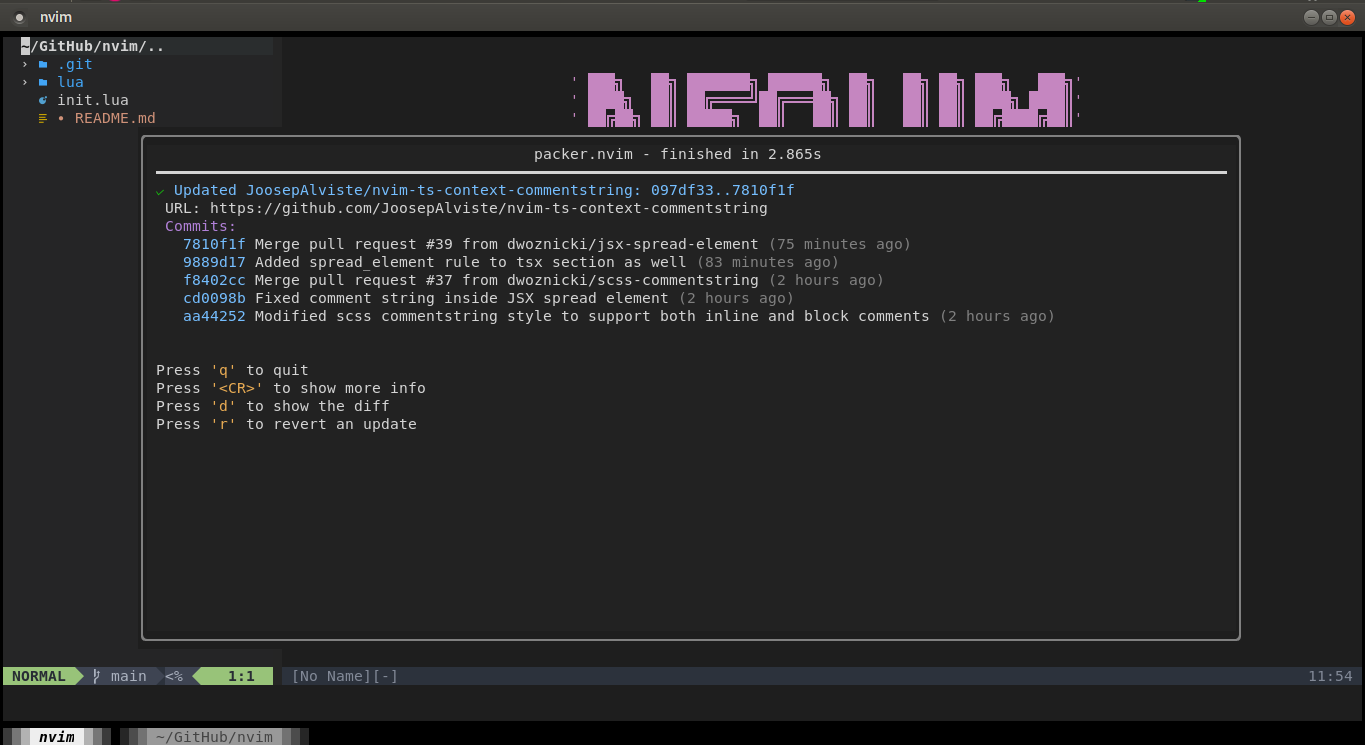 nvim
~/GitHub/nvim/..
.git
lua
init.lua
README.md
packer.nvim - finished in 2.865s
✓ Updated JoosepAlviste/nvim-ts-context-commentstring: 097df33..7810f1f
URL: https://github.com/JoosepAlviste/nvim-ts-context-commentstring
Commits:
7810f1f Merge pull request #39 from dwoznicki/jsx-spread-element (75 minutes ago)
9889d17 Added spread_element rule to tsx section as well (83 minutes ago)
f8402cc Merge pull request #37 from dwoznicki/scss-commentstring (2 hours ago)
cd0098b Fixed comment string inside JSX spread element (2 hours ago)
aa44252 Modified scss commentstring style to support both inline and block comments (2 hours ago)
Press 'q' to quit
Press '<CR>' to show more info
Press 'd' to show the diff
Press 'r' to revert an update
NORMAL main <% 1:1 [No Name][-] 11:54
nvim ~/GitHub/nvim